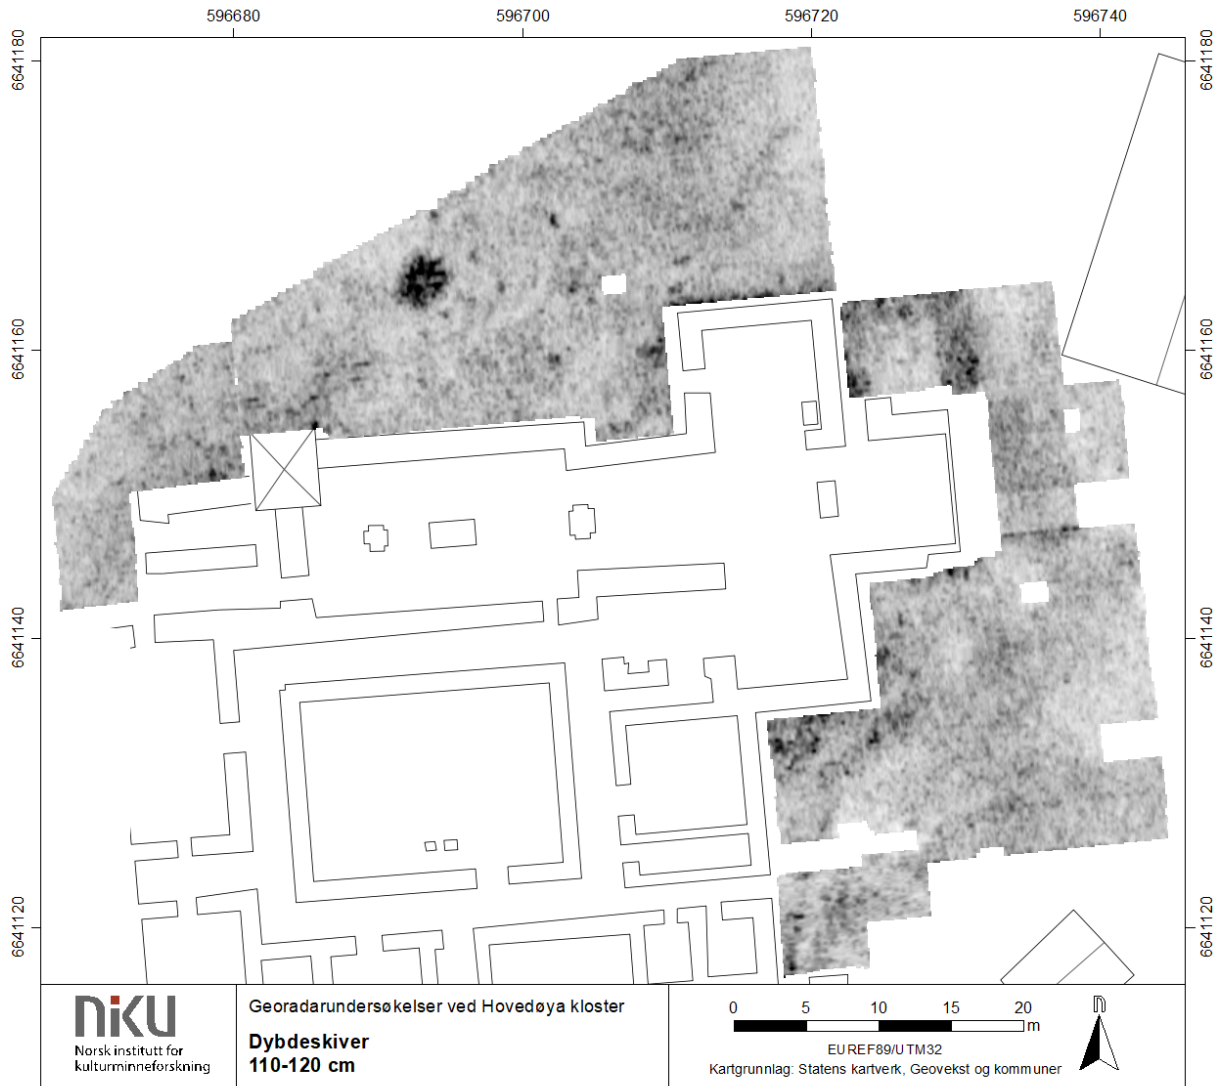 596680 596700 596720 596740
6641180 6641180
6641160 6641160
6641140 6641140
6641120 6641120
niku
Norsk institutt for
kulturminneforskning
Georadarundersøkelser ved Hovedøya kloster
Dybdeskiver
110-120 cm
0 5 10 15 20
m
EUREF89/UTM32
Kartgrunnlag: Statens kartverk, Geovekst og kommuner
n